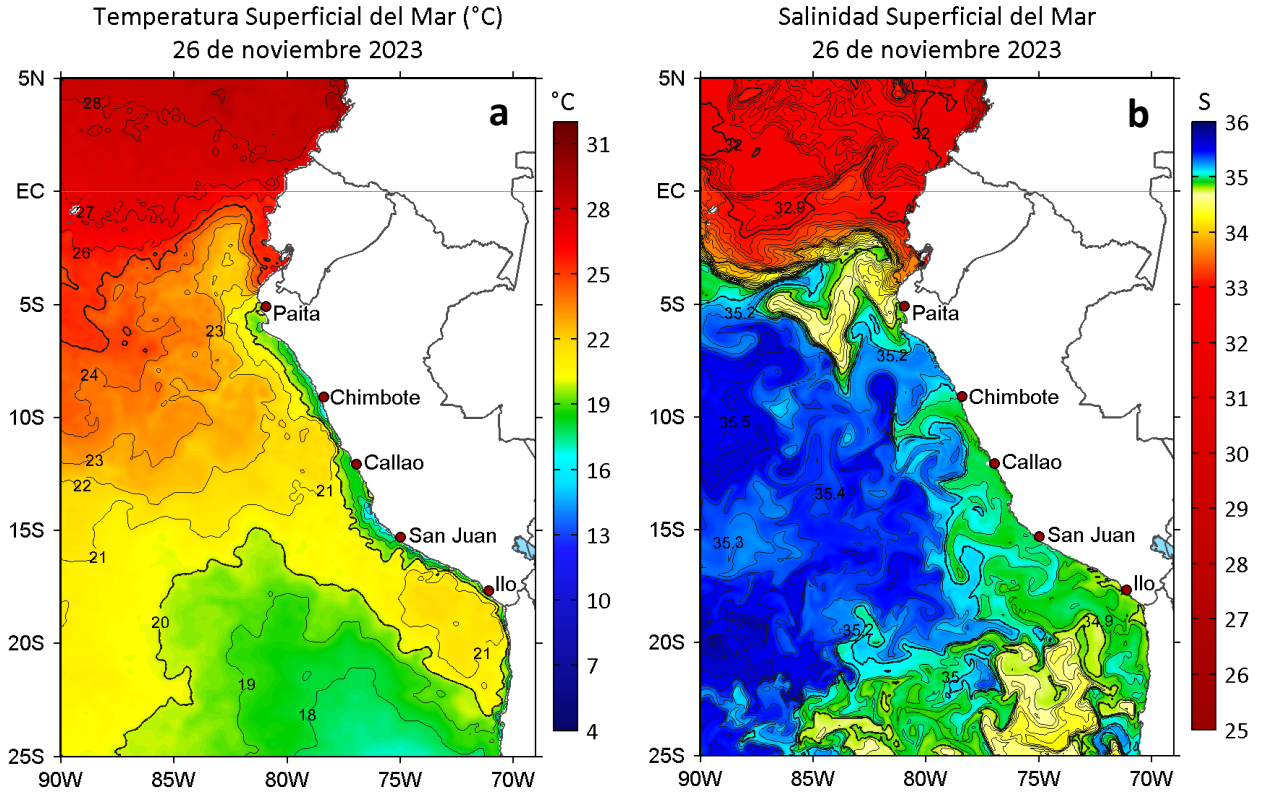 Temperatura Superficial del Mar (°C)
26 de noviembre 2023
5N
EC
5S
10S
15S
20S
25S
90W
85W
80W
75W
70W
a
28
27
26
24
23
23
22
21
21
20
19
18
21
Paita
Chimbote
Callao
San Juan
Ilo
°C
31
28
25
22
19
16
13
10
7
4
Salinidad Superficial del Mar
26 de noviembre 2023
5N
EC
5S
10S
15S
20S
25S
90W
85W
80W
75W
70W
b
32
32
32.9
35.2
35.2
35.5
35.4
35.3
35.2
35
34.9
Paita
Chimbote
Callao
San Juan
Ilo
S
36
35
34
33
32
31
30
29
28
27
26
25